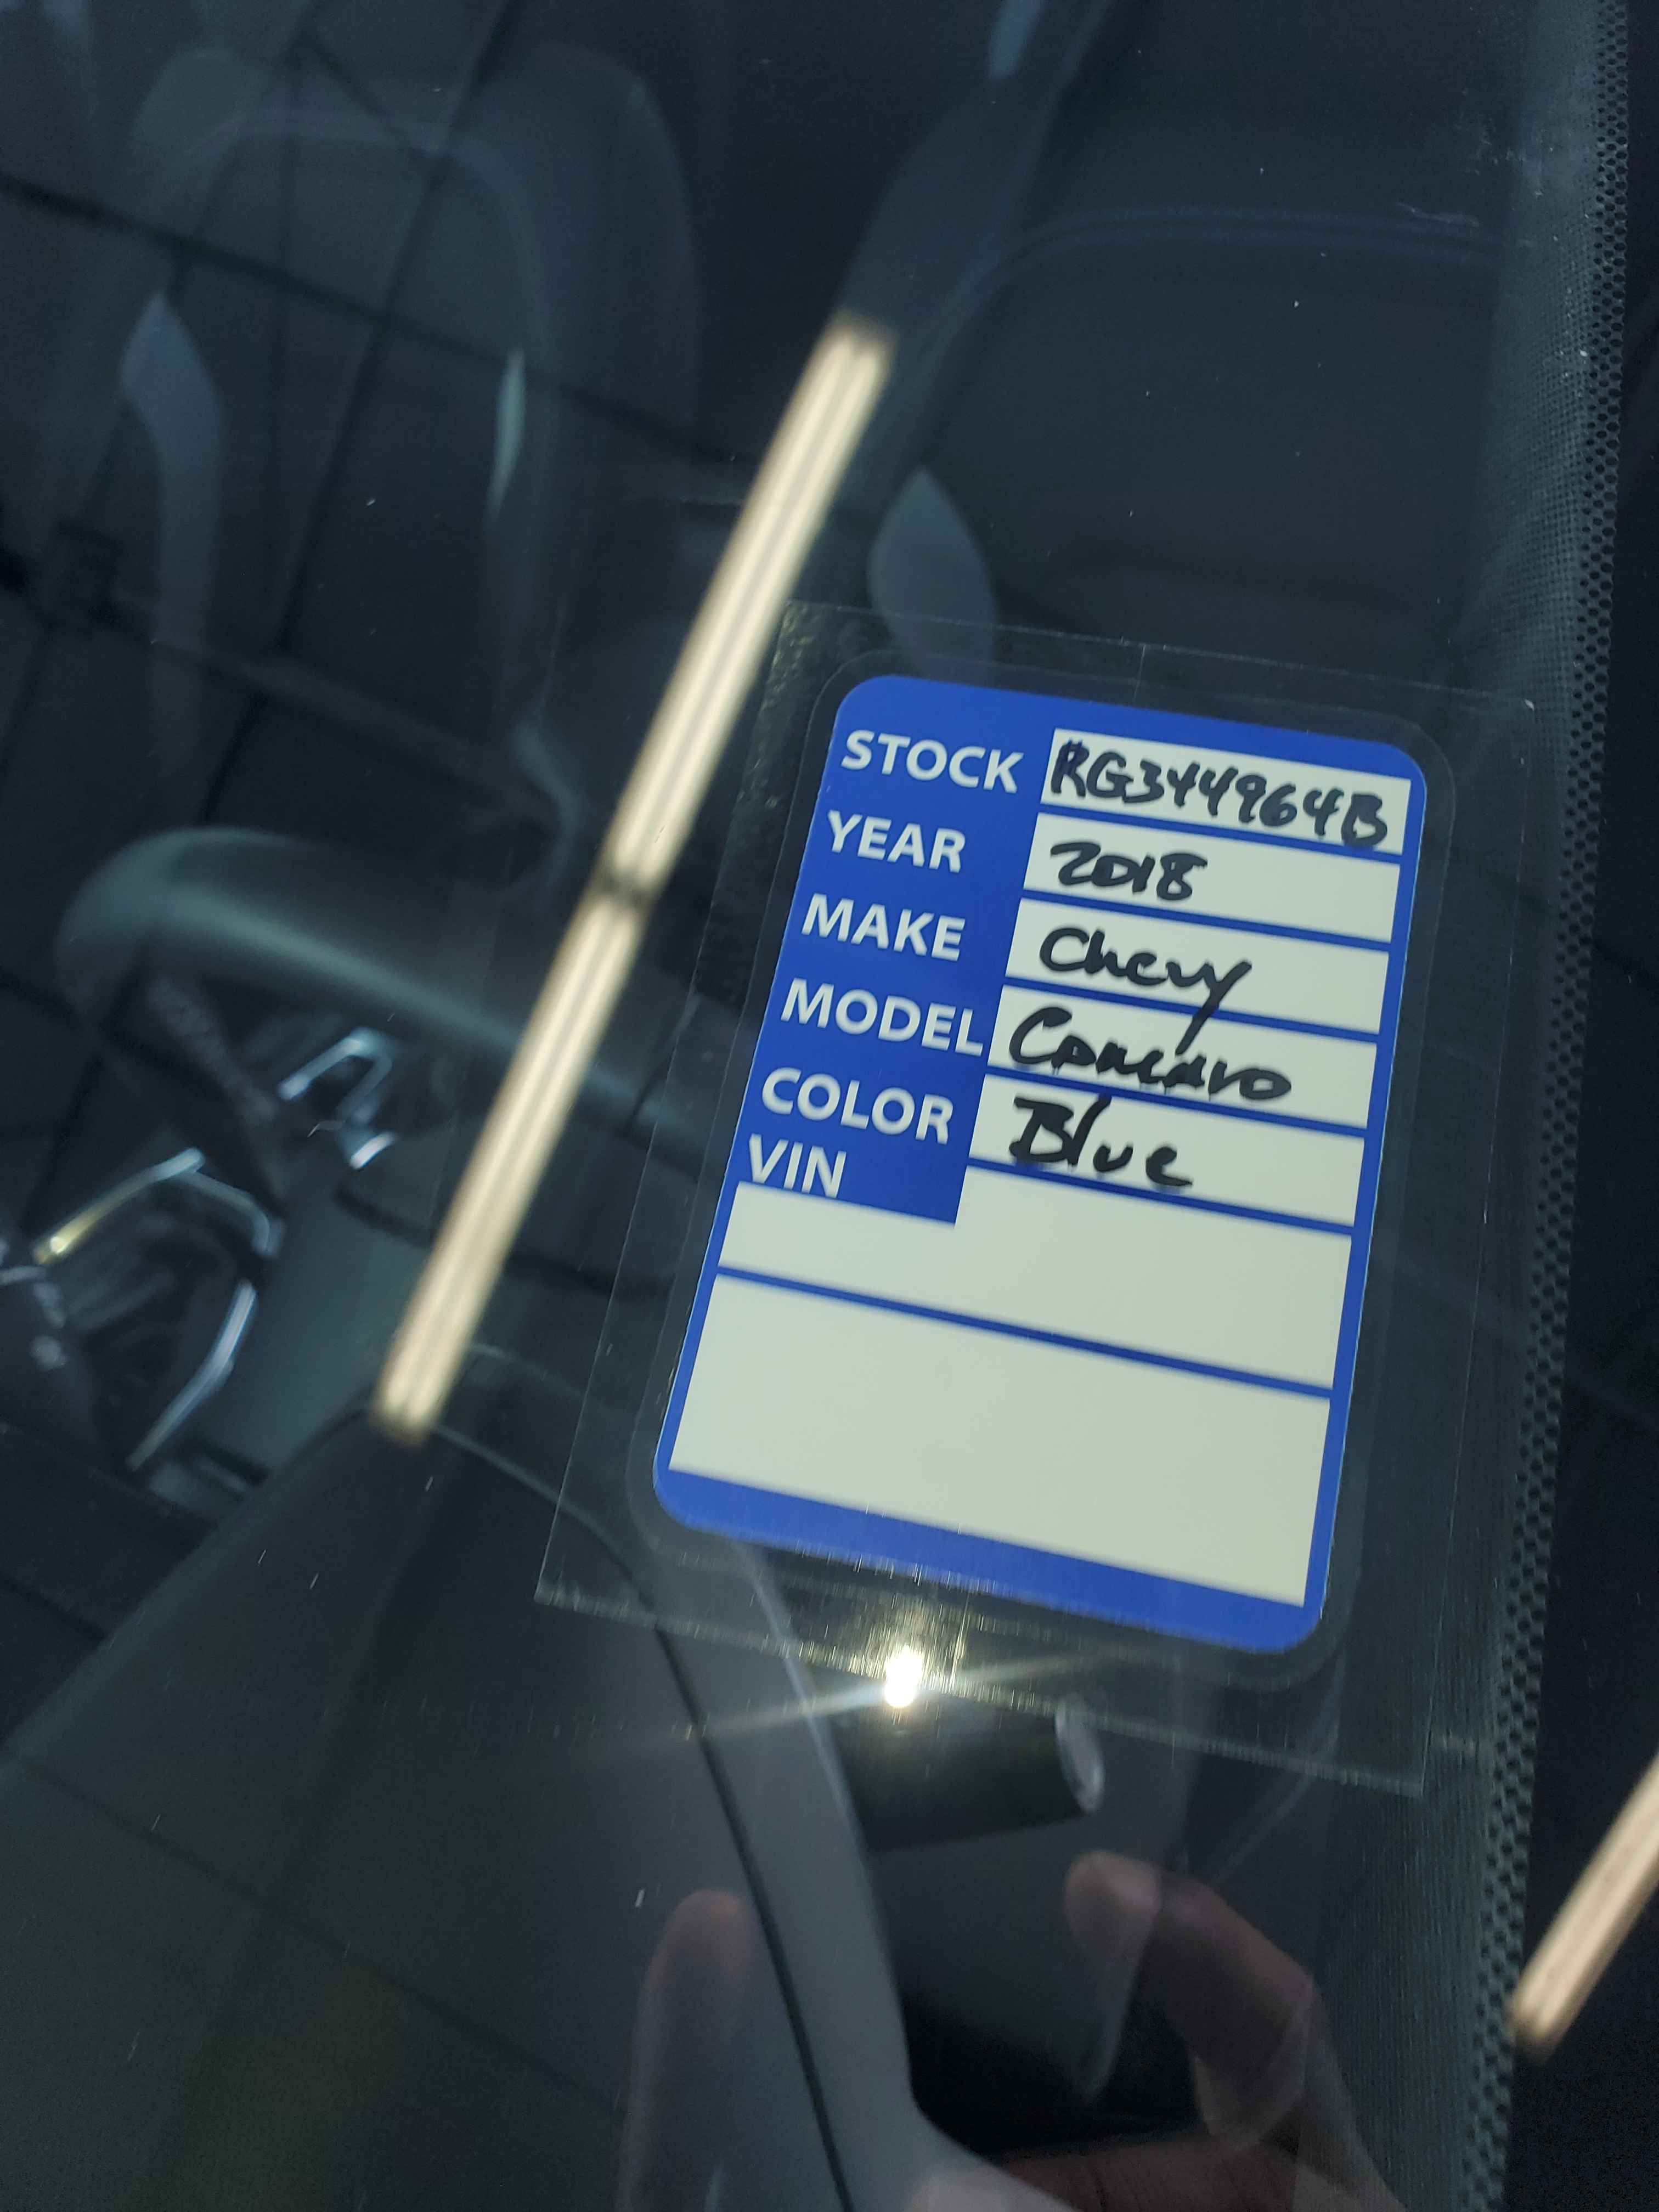 STOCK RG344964B
YEAR 2018
MAKE Chevy
MODEL Camaro
COLOR Blue
VIN